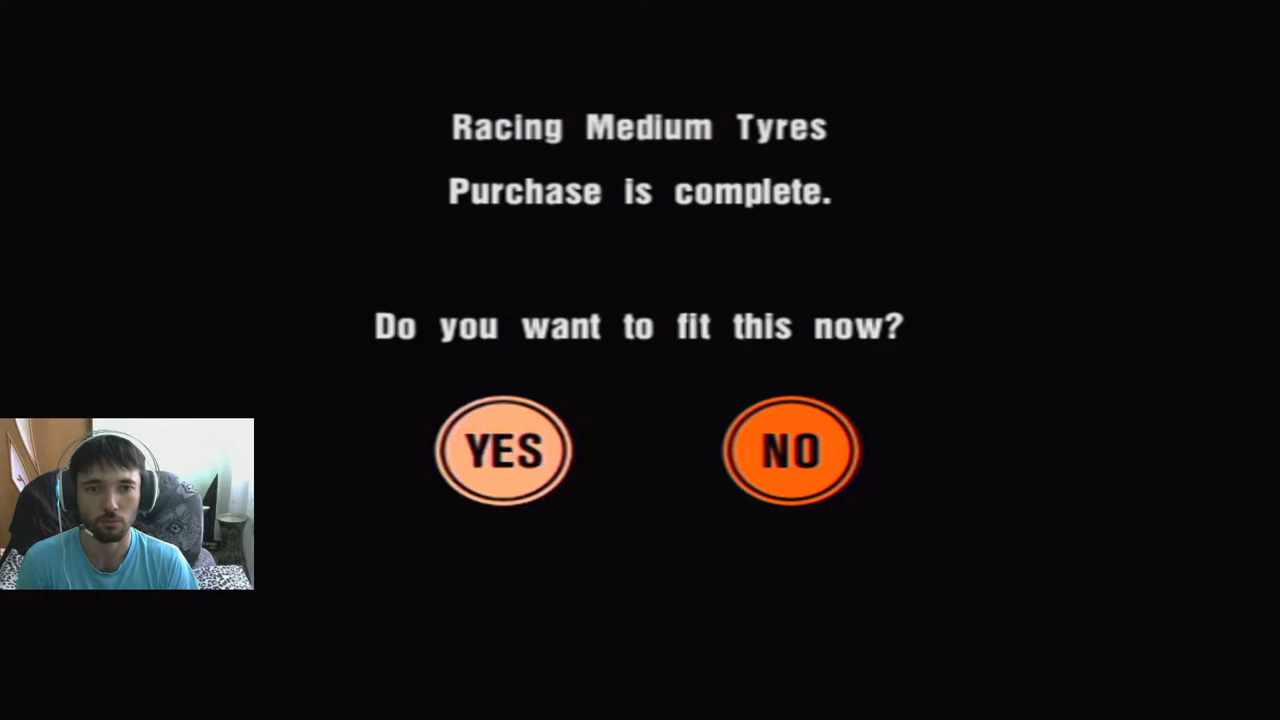 Racing Medium Tyres
Purchase is complete.
Do you want to fit this now?
YES NO